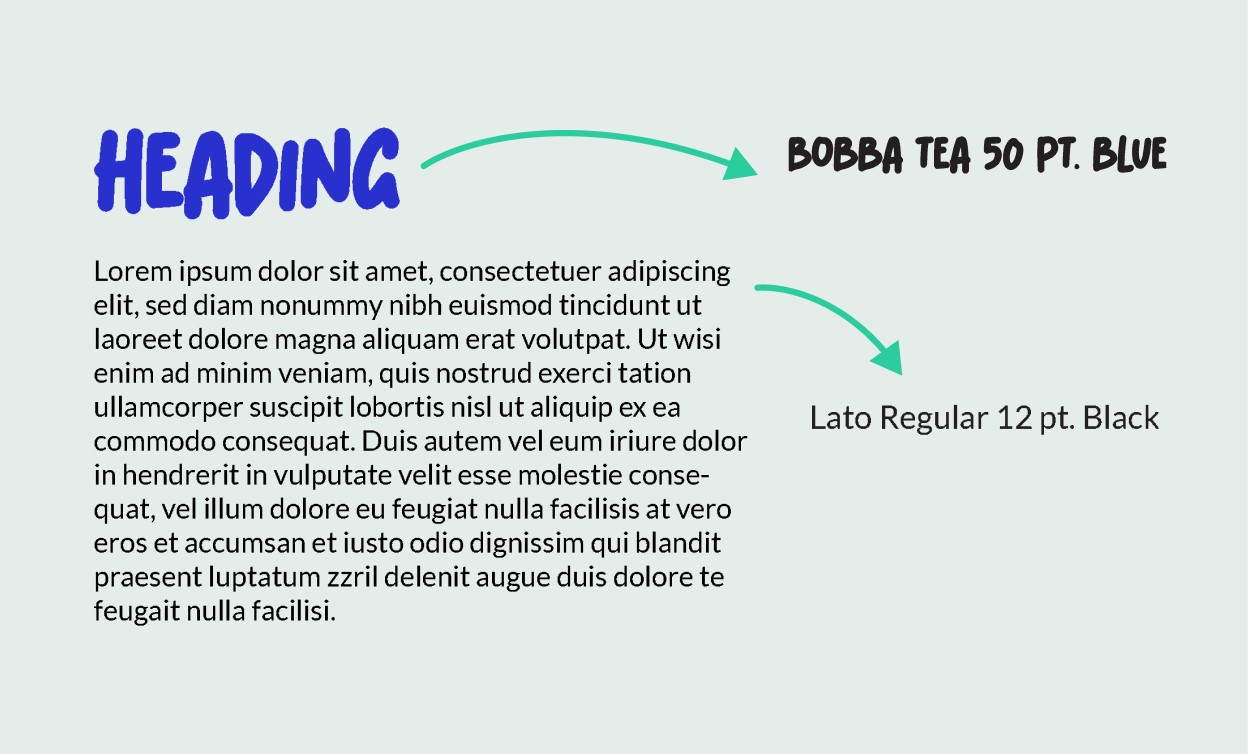 HEADING
BOBBA TEA 50 PT. BLUE
Lorem ipsum dolor sit amet, consectetuer adipiscing
elit, sed diam nonummy nibh euismod tincidunt ut
laoreet dolore magna aliquam erat volutpat. Ut wisi
enim ad minim veniam, quis nostrud exerci tation
ullamcorper suscipit lobortis nisl ut aliquip ex ea
commodo consequat. Duis autem vel eum iriure dolor
in hendrerit in vulputate velit esse molestie conse-
quat, vel illum dolore eu feugiat nulla facilisis at vero
eros et accumsan et iusto odio dignissim qui blandit
praesent luptatum zzril delenit augue duis dolore te
feugait nulla facilisi.
Lato Regular 12 pt. Black